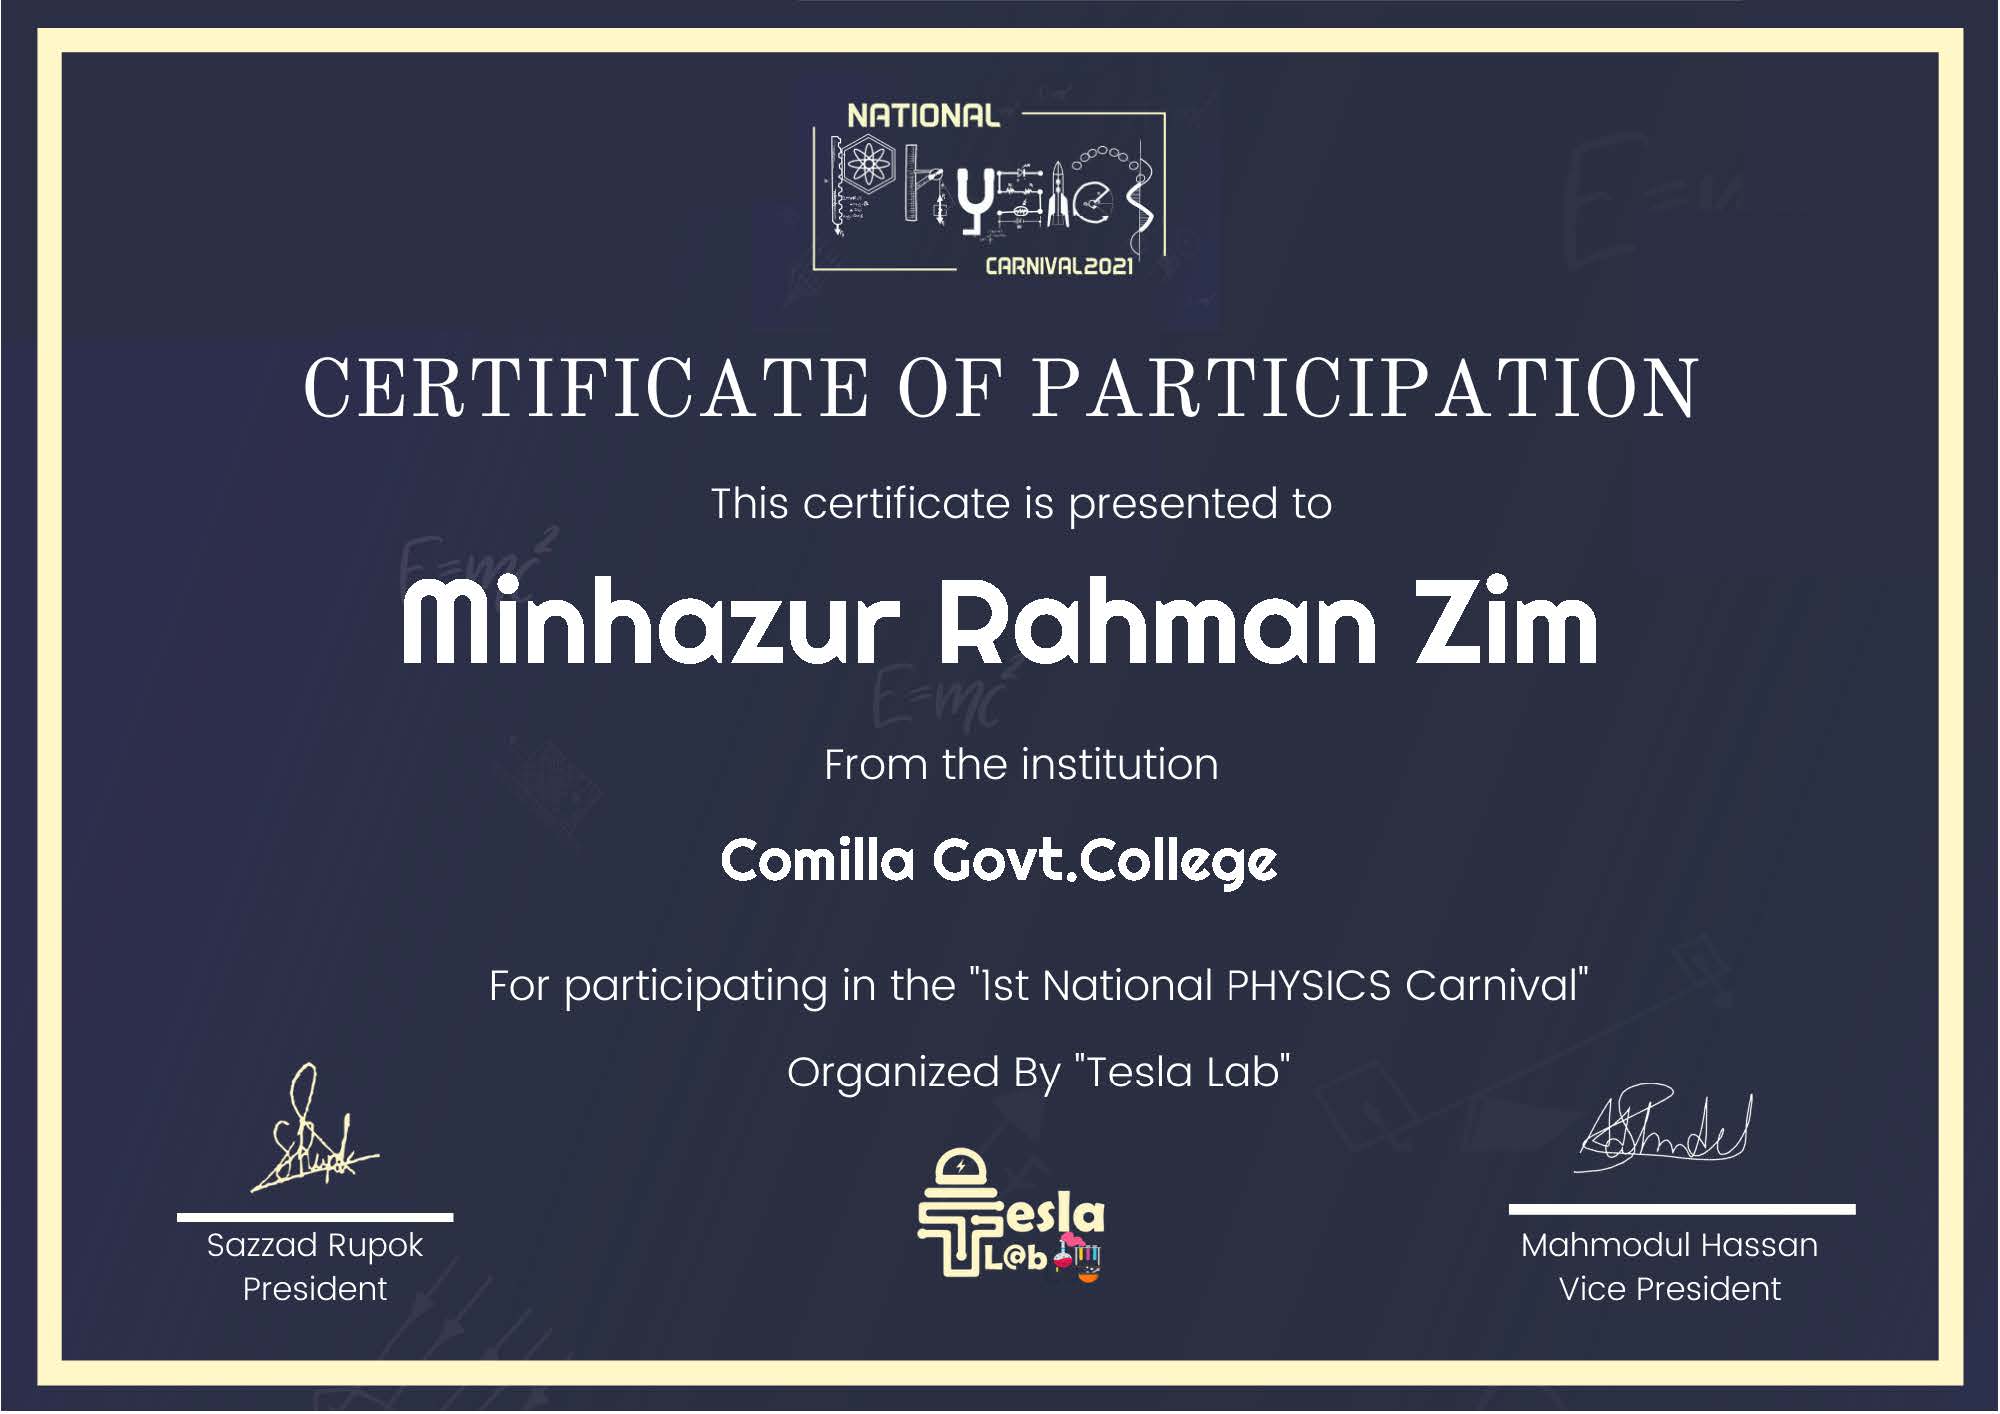 NATIONAL
Physics
CARNIVAL2021
CERTIFICATE OF PARTICIPATION
This certificate is presented to
E=mc²
Minhazur Rahman Zim
E=mc²
From the institution
Comilla Govt.College
For participating in the "1st National PHYSICS Carnival"
Organized By "Tesla Lab"
Tesla
L@b
Sazzad Rupok
President
Mahmodul Hassan
Vice President